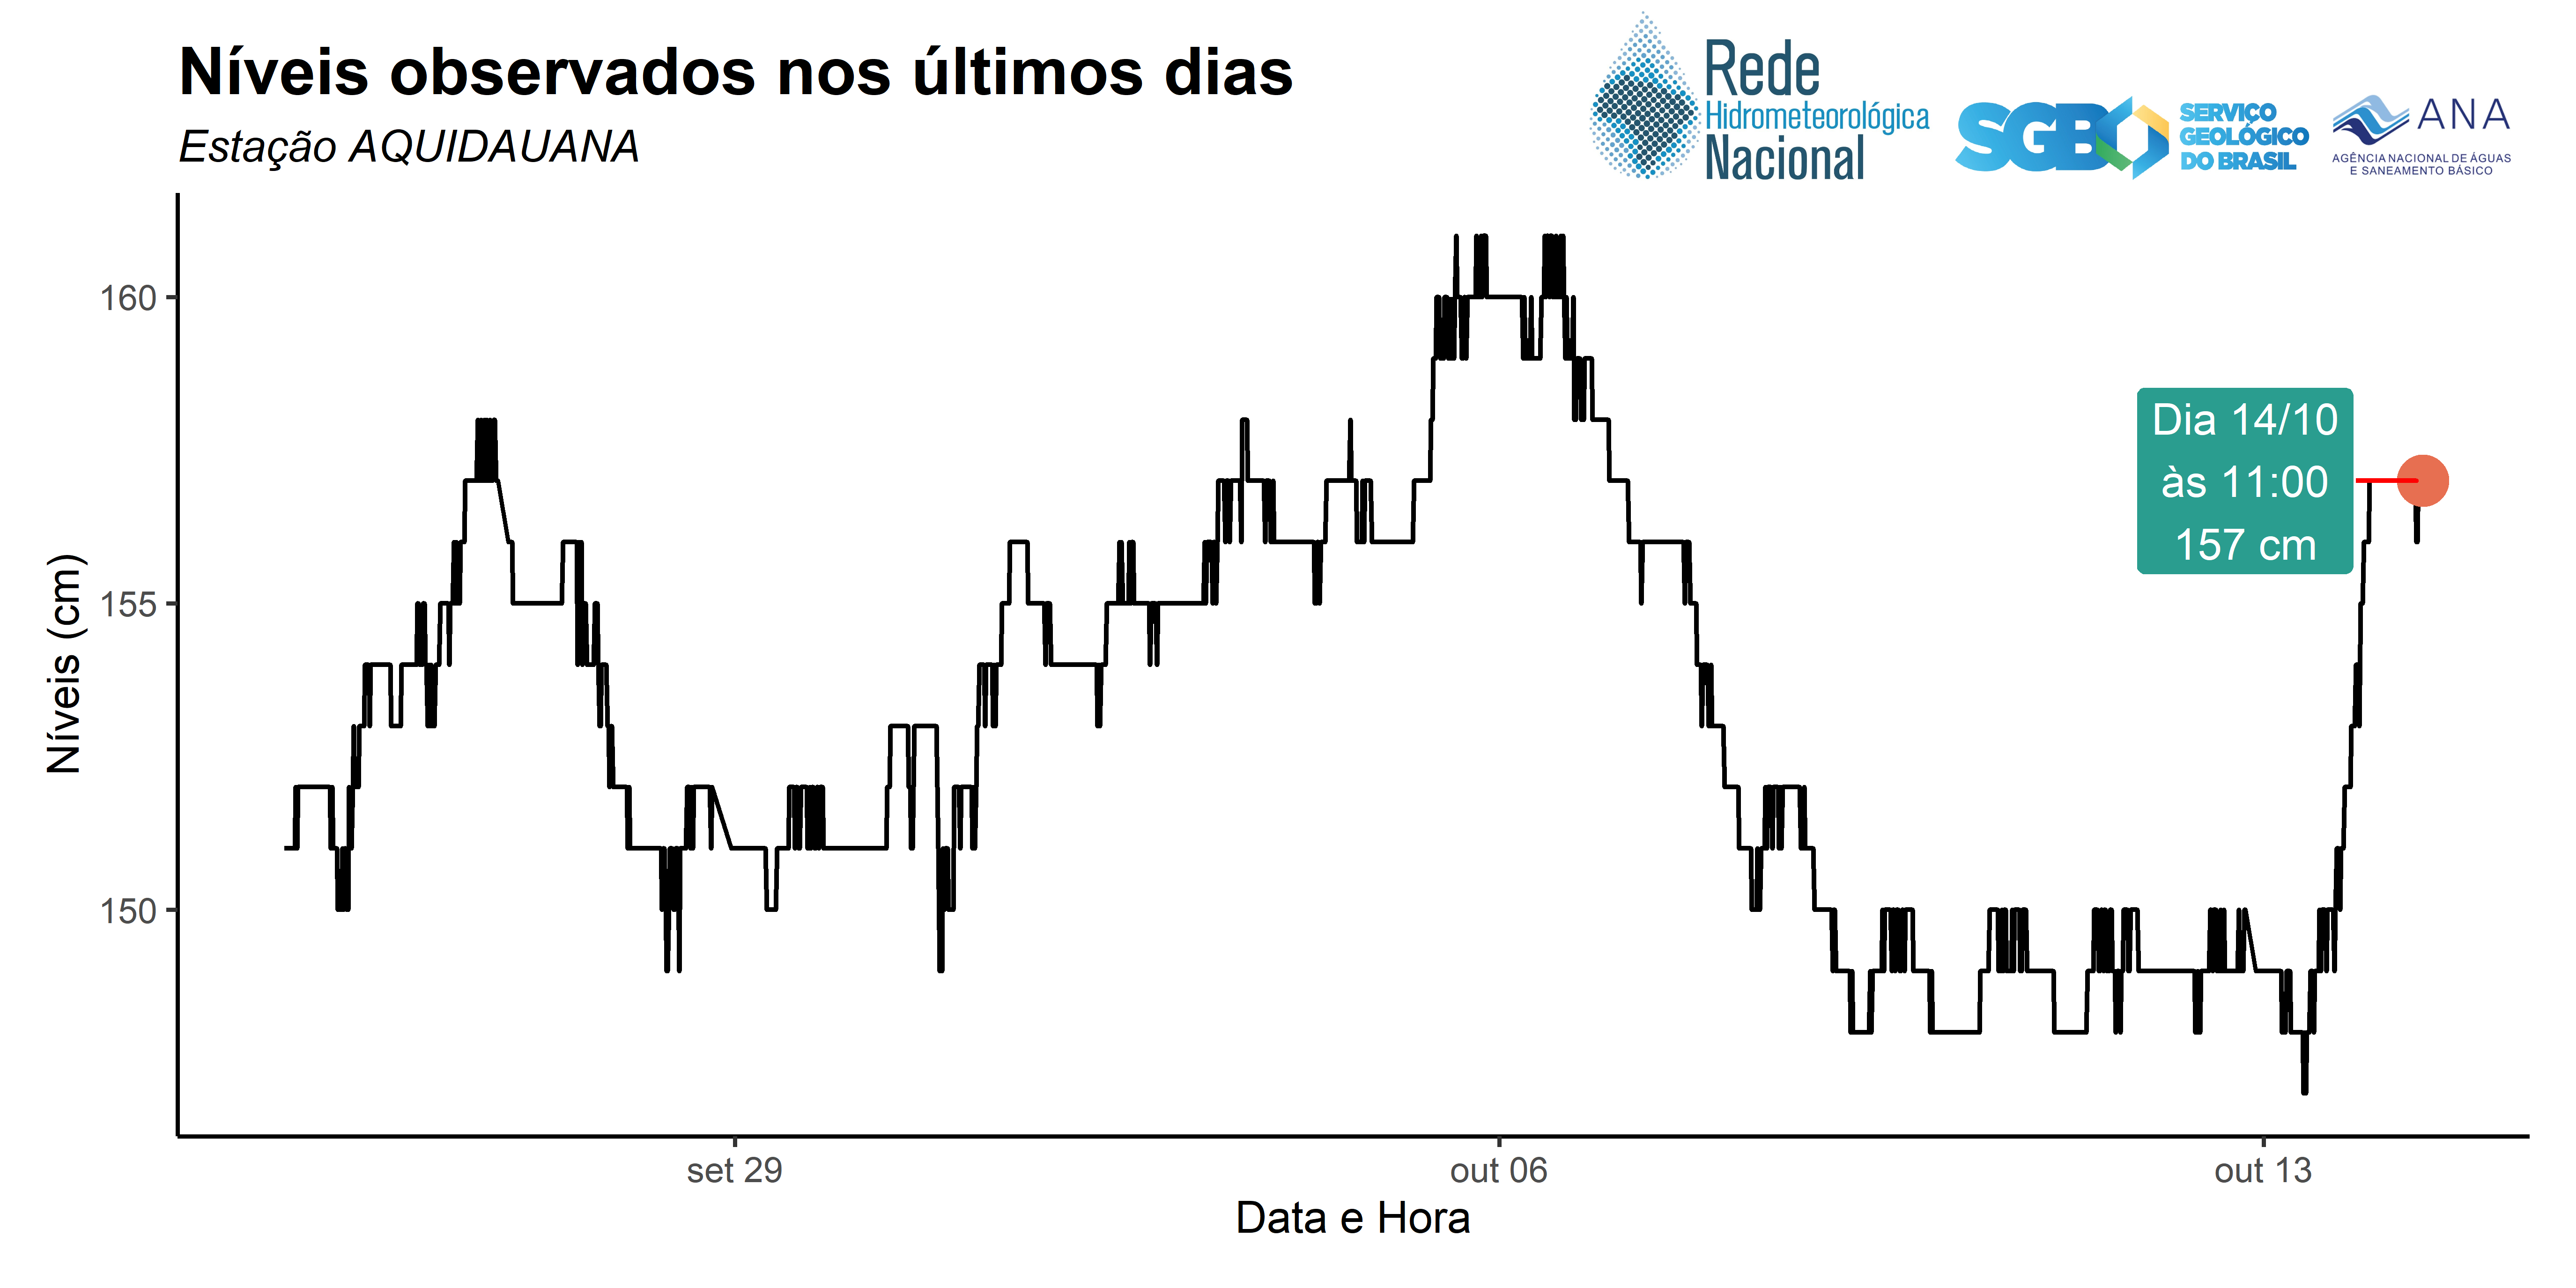 Níveis observados nos últimos dias
Estação AQUIDAUANA
Rede
Hidrometeorológica
Nacional
SGB
SERVIÇO
GEOLÓGICO
DO BRASIL
ANA
AGÊNCIA NACIONAL DE ÁGUAS
E SANEAMENTO BÁSICO
160
155
150
Níveis (cm)
Dia 14/10
às 11:00
157 cm
set 29
out 06
out 13
Data e Hora